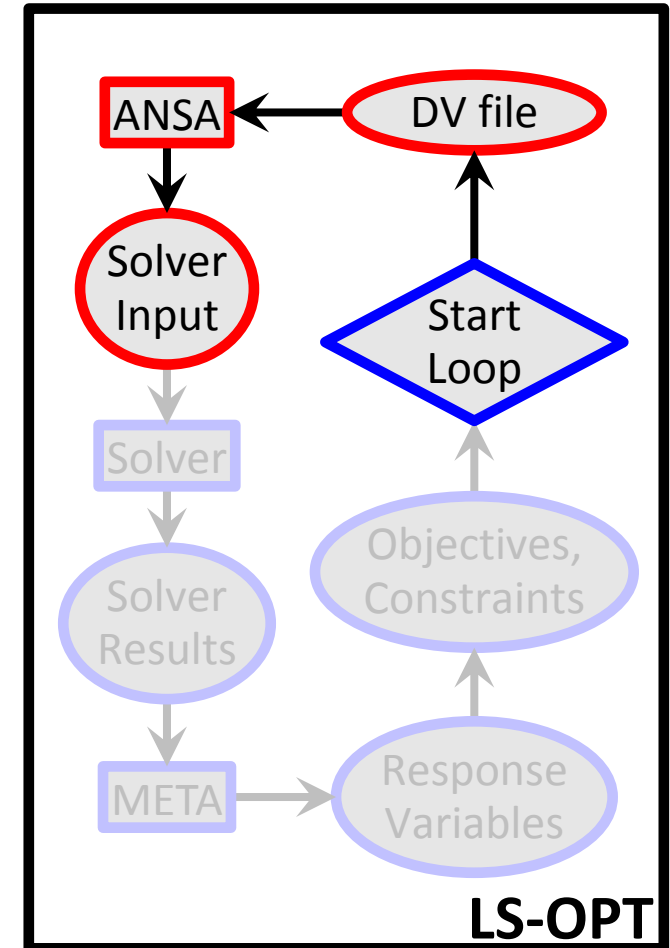 ANSA
DV file
Solver
Input
Start
Loop
Solver
Objectives,
Constraints
Solver
Results
META
Response
Variables
LS-OPT